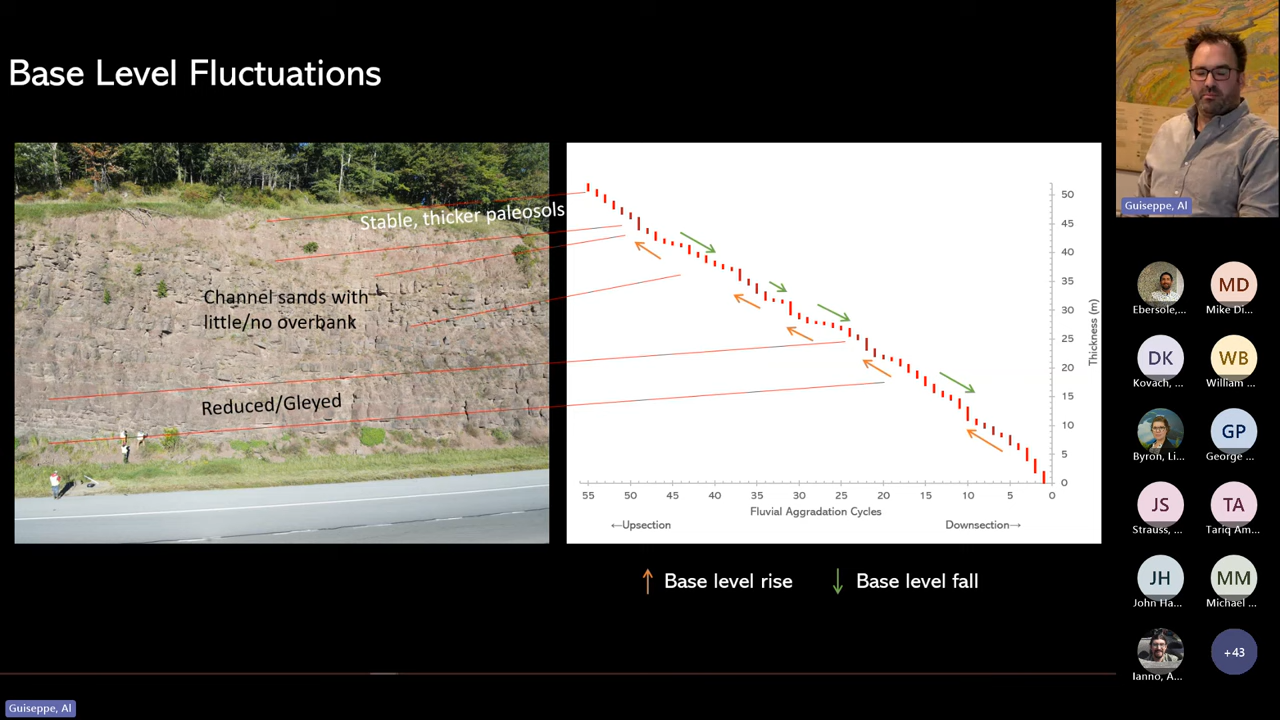 Base Level Fluctuations
Stable, thicker paleosols
Channel sands with
little/no overbank
Reduced/Gleyed
50
45
40
35
30
25
20
15
10
5
0
Thickness (m)
55 50 45 40 35 30 25 20 15 10 5 0
Fluvial Aggradation Cycles
←Upsection
Downsection→
↑ Base level rise
↓ Base level fall
Guiseppe, Al
Ebersole,...
MD
Mike Di...
DK
Kovach, ...
WB
William ...
Byron, Li...
GP
George ...
JS
Strauss, ...
TA
Tariq Am...
JH
John Ha...
MM
Michael ...
Ianno, A...
+43
Guiseppe, Al